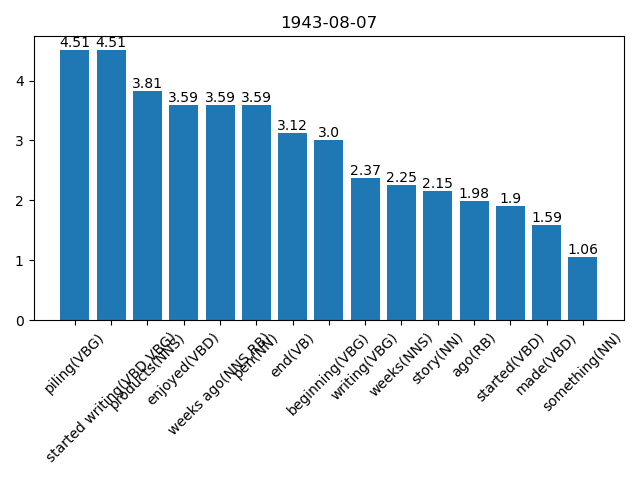 1943-08-07
4.51 4.51 3.81 3.59 3.59 3.59 3.12 3.0 2.37 2.25 2.15 1.98 1.9 1.59 1.06
4
3
2
1
0
piling(VBG)
started writing(VBD VBG)
products(NNS)
enjoyed(VBD)
weeks ago(NNS RB)
pen(NN)
end(VB)
beginning(VBG)
writing(VBG)
weeks(NNS)
story(NN)
ago(RB)
started(VBD)
made(VBD)
something(NN)